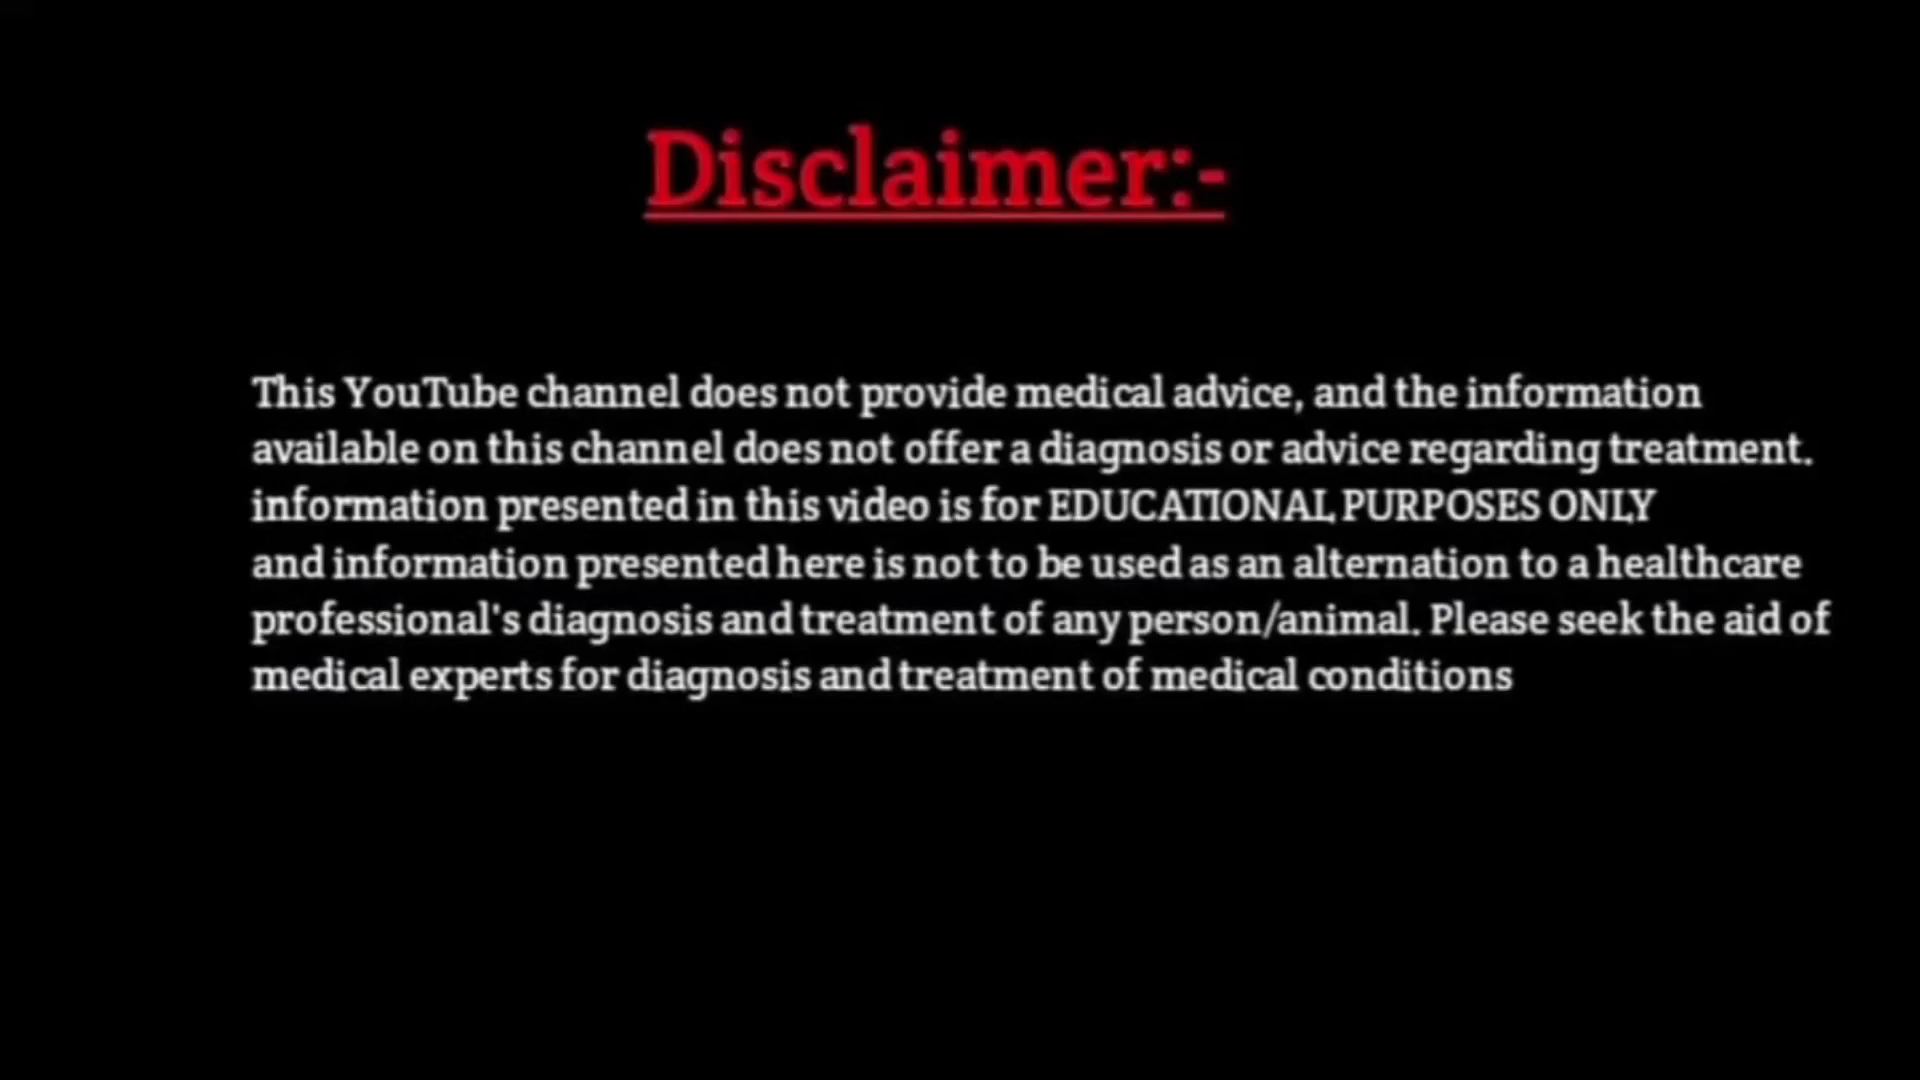 Disclaimer:-
This YouTube channel does not provide medical advice, and the information
available on this channel does not offer a diagnosis or advice regarding treatment.
information presented in this video is for EDUCATIONAL PURPOSES ONLY
and information presented here is not to be used as an alternation to a healthcare
professional's diagnosis and treatment of any person/animal. Please seek the aid of
medical experts for diagnosis and treatment of medical conditions